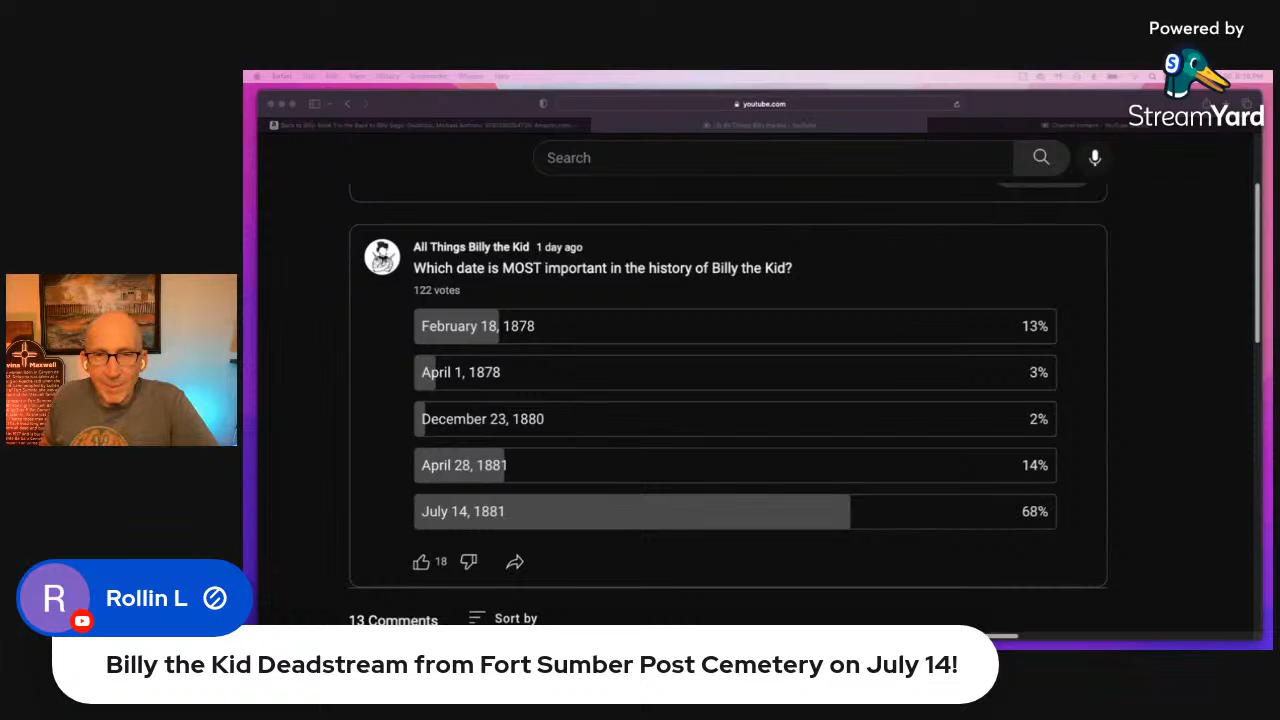 Powered by
StreamYard
youtube.com
Search
All Things Billy the Kid 1 day ago
Which date is MOST important in the history of Billy the Kid?
122 votes
February 18, 1878 13%
April 1, 1878 3%
December 23, 1880 2%
April 28, 1881 14%
July 14, 1881 68%
18
13 Comments Sort by
R Rollin L
Billy the Kid Deadstream from Fort Sumber Post Cemetery on July 14!